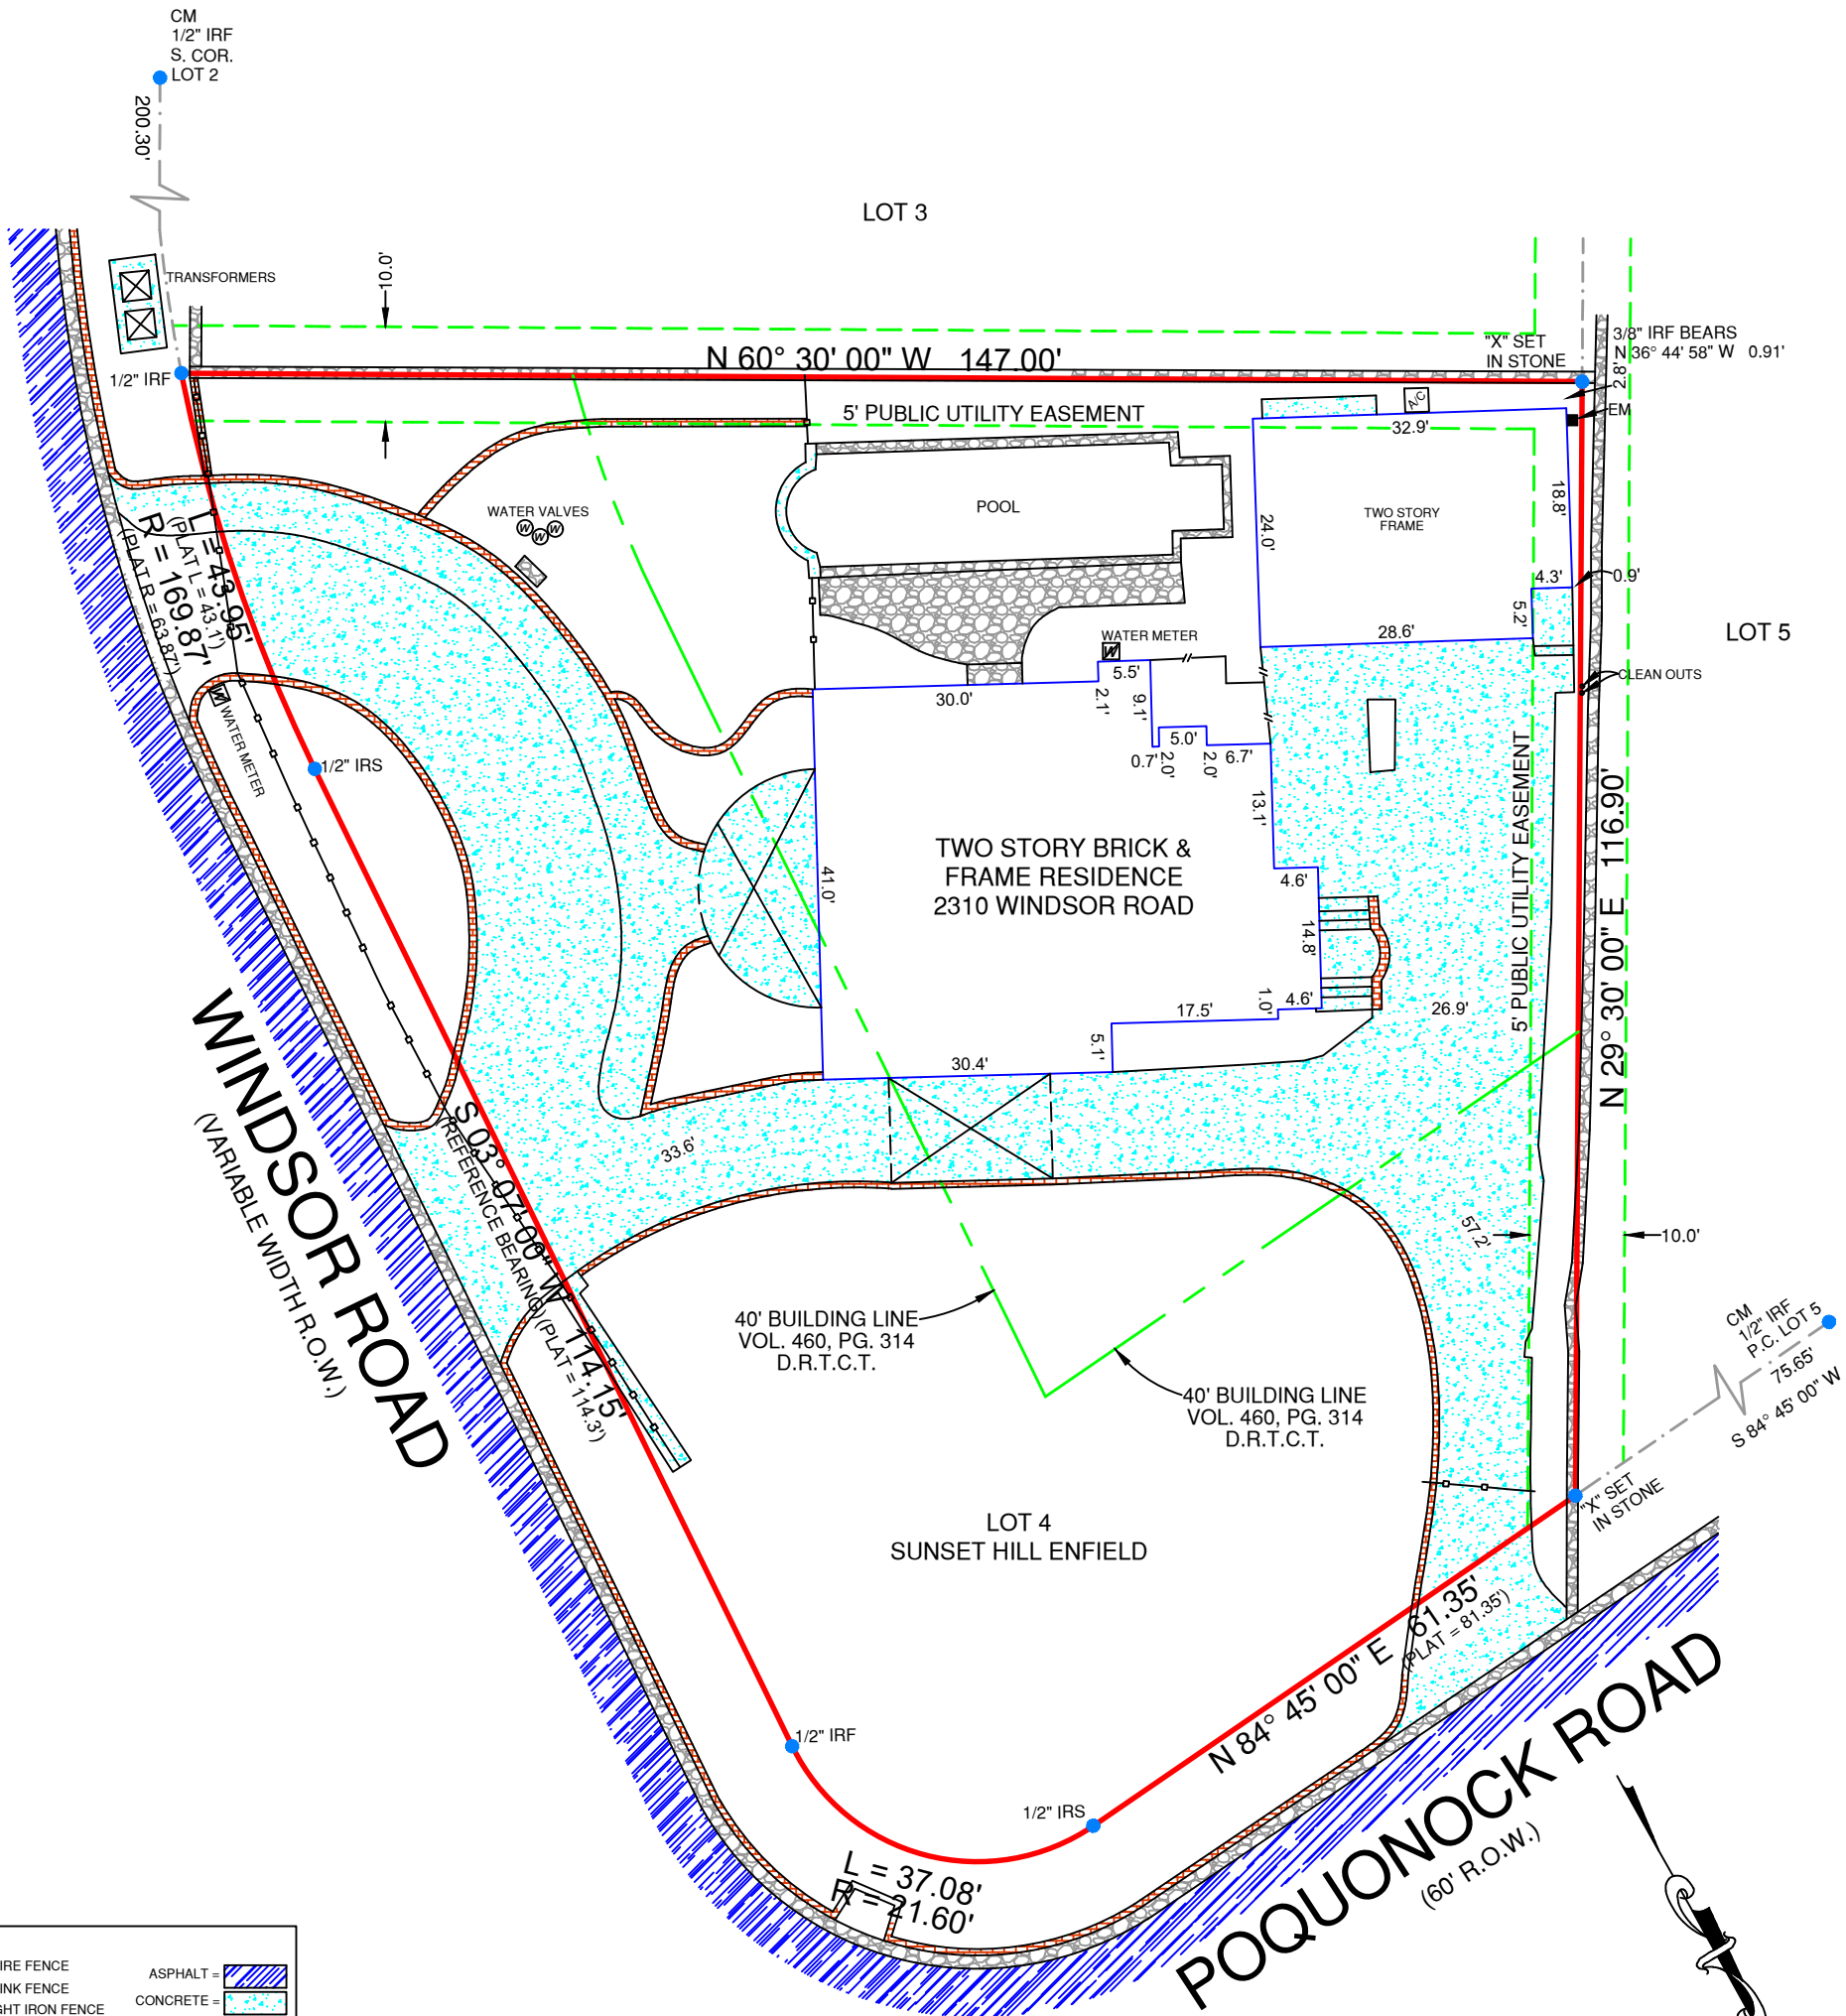 CM
1/2" IRF
S. COR.
LOT 2
200.30'
LOT 3
TRANSFORMERS
10.0'
1/2" IRF
N 60° 30' 00" W 147.00'
"X" SET
IN STONE
3/8" IRF BEARS
N 36° 44' 58" W 0.91'
2.8'
EM
A/C
5' PUBLIC UTILITY EASEMENT
32.9'
WATER VALVES
W
W
W
POOL
TWO STORY
FRAME
24.0'
18.8'
4.3'
0.9'
5.2'
28.6'
LOT 5
CLEAN OUTS
L = 43.95'
(PLAT L = 43.1')
R = 169.87'
(PLAT R = 63.87')
W
WATER METER
1/2" IRS
WATER METER
W
30.0'
5.5'
2.1'
9.1'
0.7'
2.0'
5.0'
2.0'
6.7'
13.1'
41.0'
TWO STORY BRICK &
FRAME RESIDENCE
2310 WINDSOR ROAD
4.6'
14.8'
4.6'
1.0'
17.5'
5.1'
30.4'
26.9'
5' PUBLIC UTILITY EASEMENT
N 29° 30' 00" E 116.90'
WINDSOR ROAD
(VARIABLE WIDTH R.O.W.)
S 03° 07' 00" W 114.15'
(REFERENCE BEARING) (PLAT = 114.3')
33.6'
57.2'
10.0'
40' BUILDING LINE
VOL. 460, PG. 314
D.R.T.C.T.
40' BUILDING LINE
VOL. 460, PG. 314
D.R.T.C.T.
CM
1/2" IRF
P.C. LOT 5
75.65'
S 84° 45' 00" W
"X" SET
IN STONE
LOT 4
SUNSET HILL ENFIELD
1/2" IRF
1/2" IRS
N 84° 45' 00" E 61.35'
(PLAT = 81.35')
L = 37.08'
R = 21.60'
POQUONOCK ROAD
(60' R.O.W.)
IRE FENCE
INK FENCE
GHT IRON FENCE
ASPHALT =
CONCRETE =